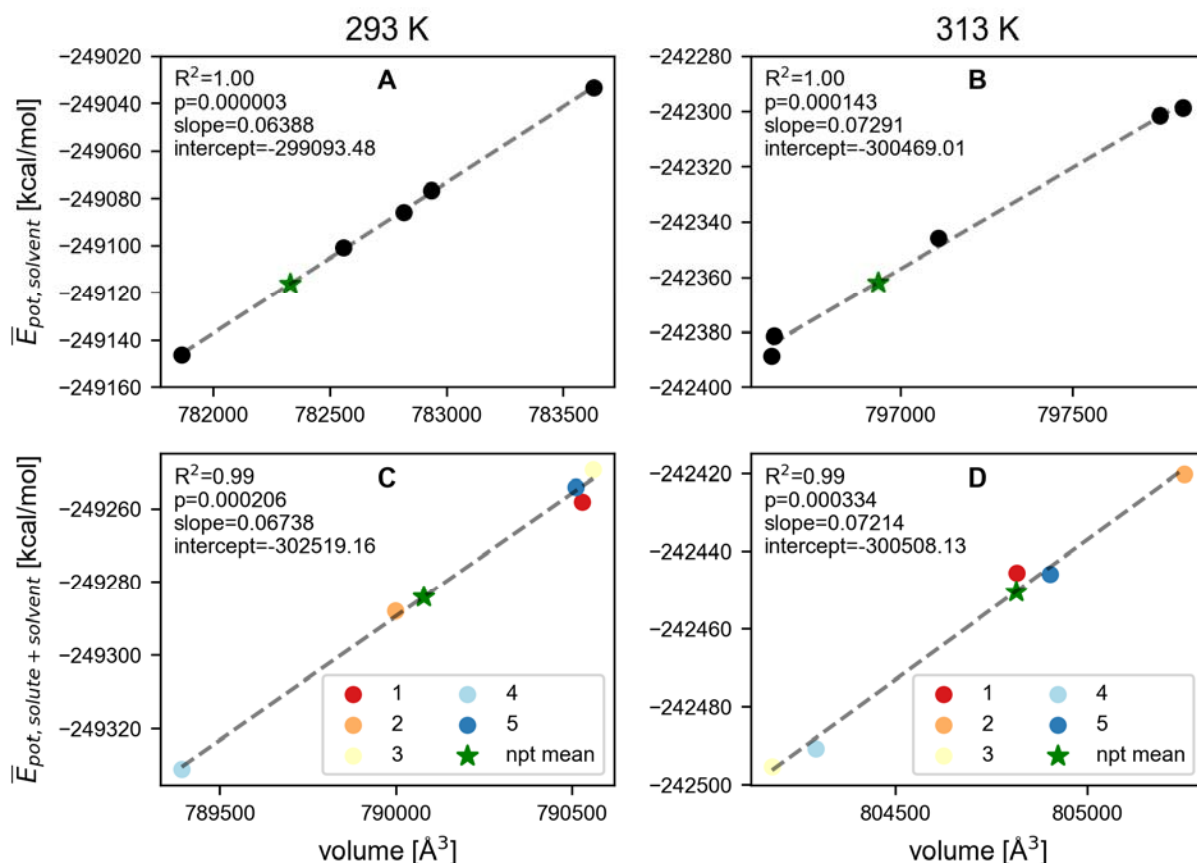 293 K
313 K
A
R²=1.00
p=0.000003
slope=0.06388
intercept=-299093.48
−249020
−249040
−249060
−249080
−249100
−249120
−249140
−249160
E̅pot, solvent [kcal/mol]
782000
782500
783000
783500
B
R²=1.00
p=0.000143
slope=0.07291
intercept=-300469.01
−242280
−242300
−242320
−242340
−242360
−242380
−242400
797000
797500
C
R²=0.99
p=0.000206
slope=0.06738
intercept=-302519.16
−249260
−249280
−249300
−249320
E̅pot, solute + solvent [kcal/mol]
1
2
3
4
5
npt mean
789500
790000
790500
volume [Å³]
D
R²=0.99
p=0.000334
slope=0.07214
intercept=-300508.13
−242420
−242440
−242460
−242480
−242500
1
2
3
4
5
npt mean
804500
805000
volume [Å³]